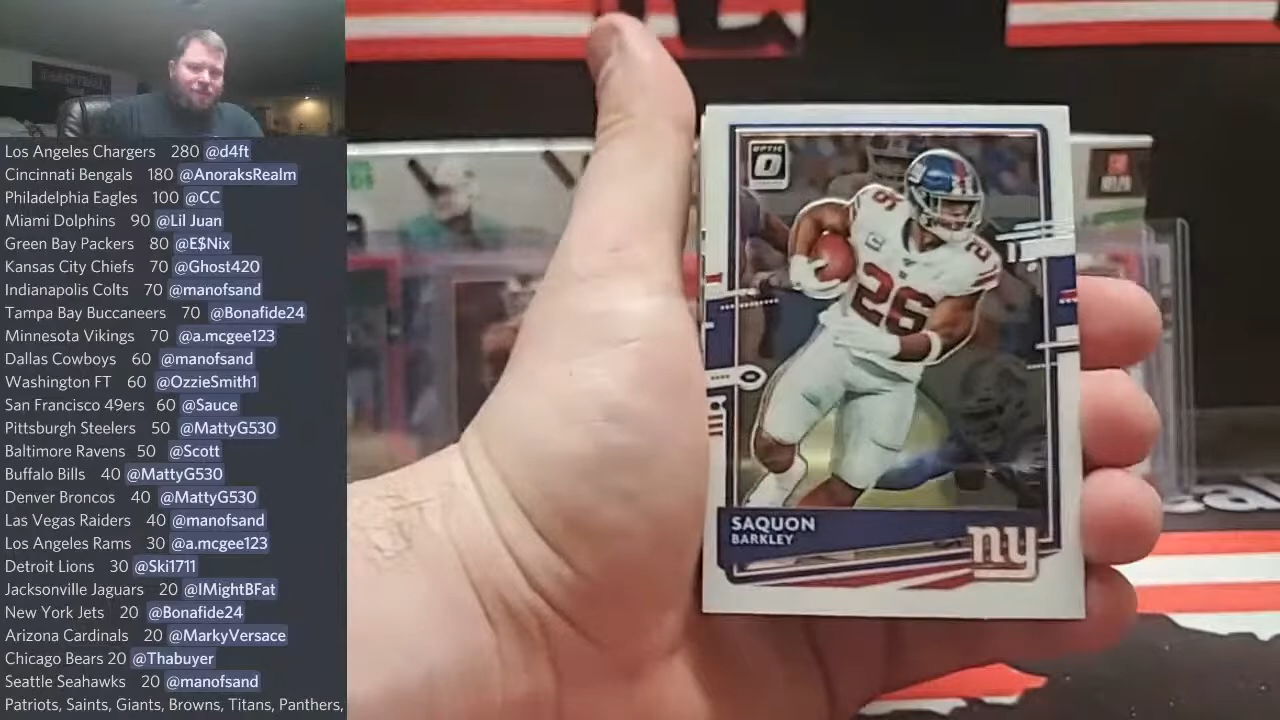 Los Angeles Chargers 280 @d4ft
Cincinnati Bengals 180 @AnoraksRealm
Philadelphia Eagles 100 @CC
Miami Dolphins 90 @Lil Juan
Green Bay Packers 80 @E$Nix
Kansas City Chiefs 70 @Ghost420
Indianapolis Colts 70 @manofsand
Tampa Bay Buccaneers 70 @Bonafide24
Minnesota Vikings 70 @a.mcgee123
Dallas Cowboys 60 @manofsand
Washington FT 60 @OzzieSmith1
San Francisco 49ers 60 @Sauce
Pittsburgh Steelers 50 @MattyG530
Baltimore Ravens 50 @Scott
Buffalo Bills 40 @MattyG530
Denver Broncos 40 @MattyG530
Las Vegas Raiders 40 @manofsand
Los Angeles Rams 30 @a.mcgee123
Detroit Lions 30 @Ski1711
Jacksonville Jaguars 20 @IMightBFat
New York Jets 20 @Bonafide24
Arizona Cardinals 20 @MarkyVersace
Chicago Bears 20 @Thabuyer
Seattle Seahawks 20 @manofsand
Patriots, Saints, Giants, Browns, Titans, Panthers,
OPTIC
26
26
26
SAQUON
BARKLEY
ny